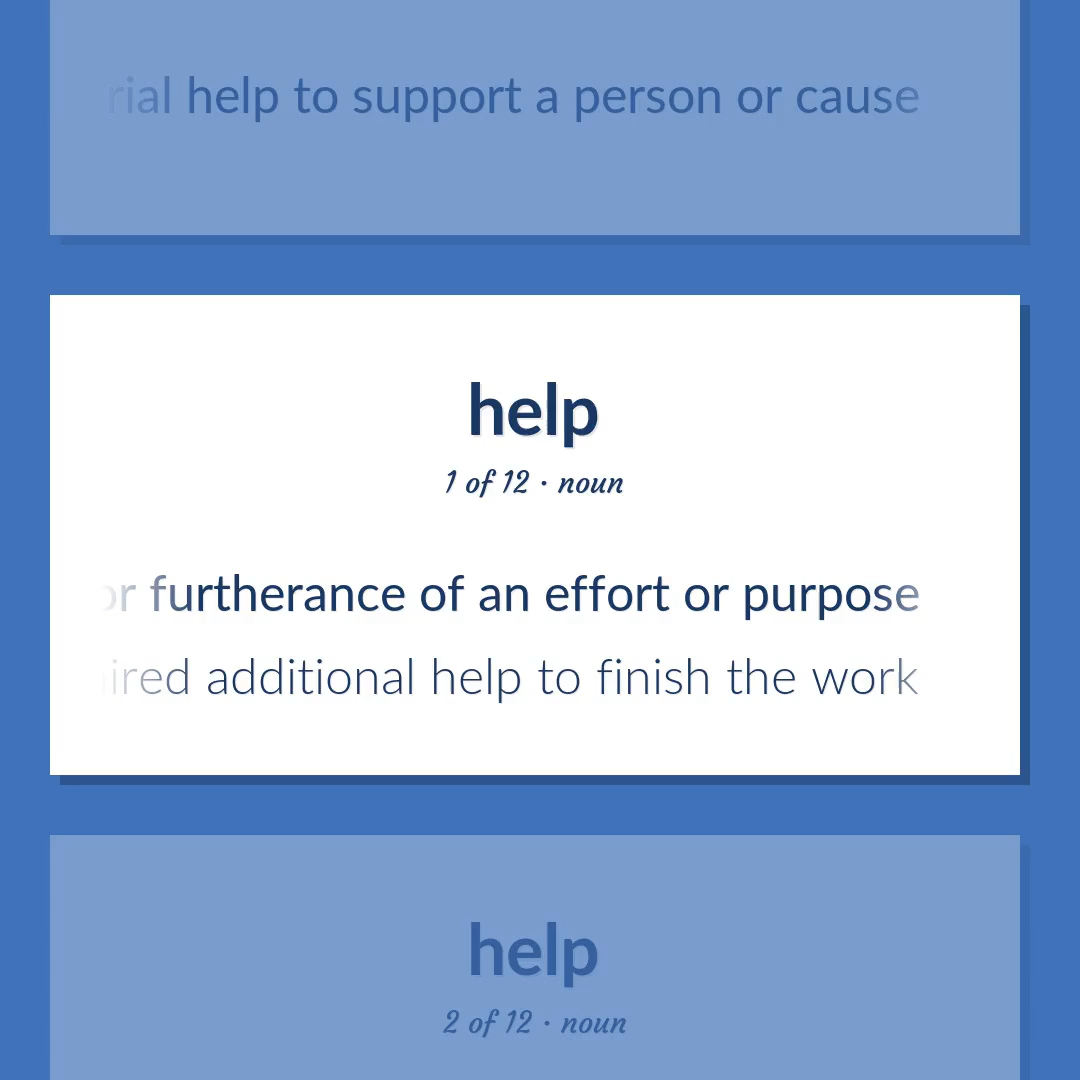 help to support a person or cause
help
1 of 12 · noun
or furtherance of an effort or purpose
additional help to finish the work
help
2 of 12 · noun